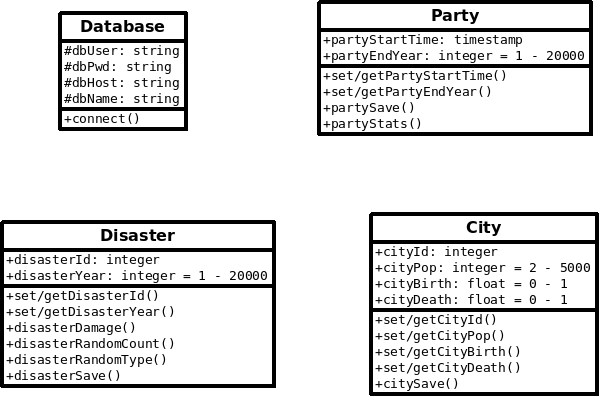 Database
#dbUser: string
#dbPwd: string
#dbHost: string
#dbName: string
+connect()
Party
+partyStartTime: timestamp
+partyEndYear: integer = 1 - 20000
+set/getPartyStartTime()
+set/getPartyEndYear()
+partySave()
+partyStats()
Disaster
+disasterId: integer
+disasterYear: integer = 1 - 20000
+set/getDisasterId()
+set/getDisasterYear()
+disasterDamage()
+disasterRandomCount()
+disasterRandomType()
+disasterSave()
City
+cityId: integer
+cityPop: integer = 2 - 5000
+cityBirth: float = 0 - 1
+cityDeath: float = 0 - 1
+set/getCityId()
+set/getCityPop()
+set/getCityBirth()
+set/getCityDeath()
+citySave()